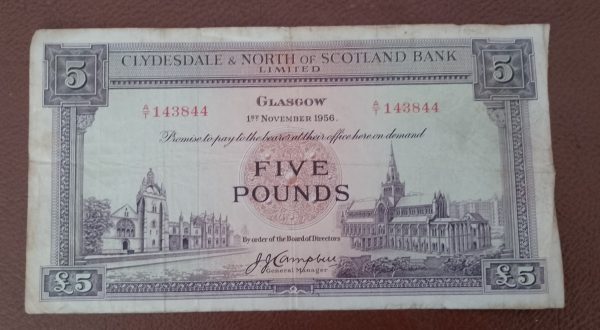 CLYDESDALE & NORTH OF SCOTLAND BANK
LIMITED
5 5
GLASGOW
A/T 143844 A/T 143844
1ST NOVEMBER 1956.
Promise to pay to the bearer at their office here on demand
FIVE
POUNDS
By order of the Board of Directors
J.J. Campbell
General Manager
£5 £5